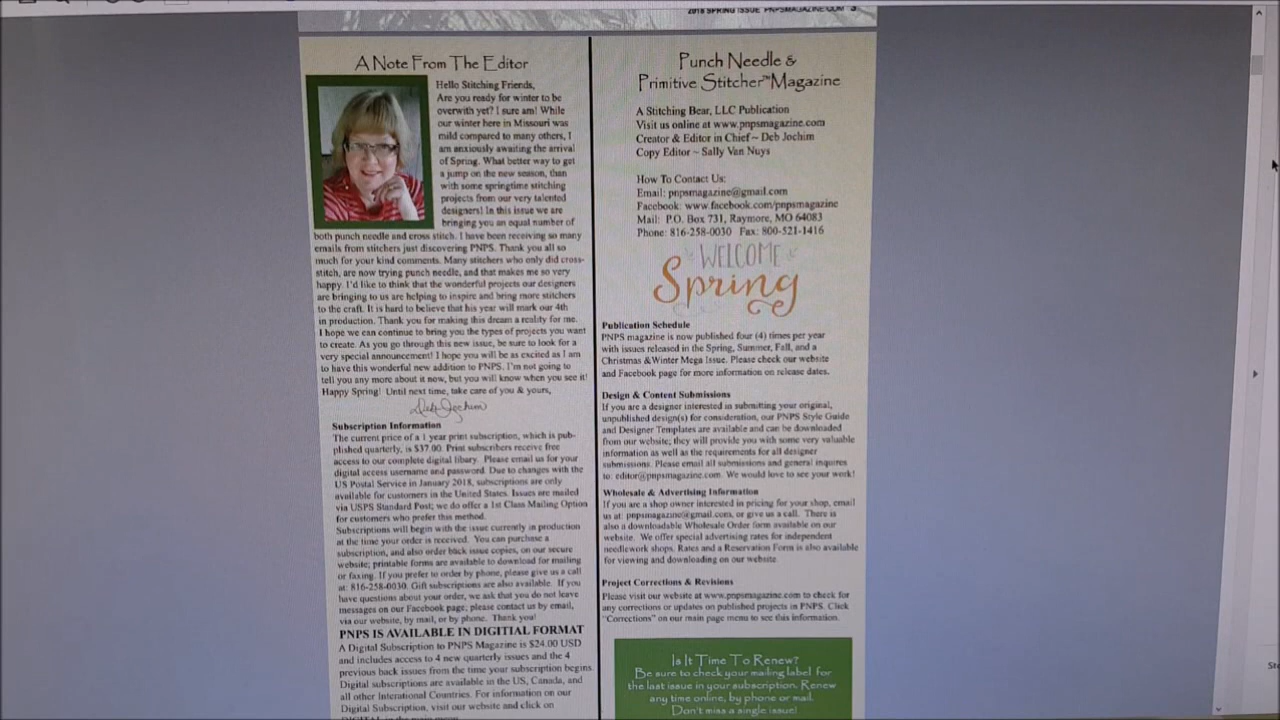 2018 SPRING ISSUE PNPSMAGAZINE.COM 3
A Note From The Editor
Hello Stitching Friends,
Are you ready for winter to be
overwith yet? I sure am! While
our winter here in Missouri was
mild compared to many others, I
am anxiously awaiting the arrival
of Spring. What better way to get
a jump on the new season, than
with some springtime stitching
projects from our very talented
designers! In this issue we are
bringing you an equal number of
both punch needle and cross stitch. I have been receiving so many
emails from stitchers just discovering PNPS. Thank you all so
much for your kind comments. Many stitchers who only did cross-
stitch, are now trying punch needle, and that makes me so very
happy. I'd like to think that the wonderful projects our designers
are bringing to us are helping to inspire and bring more stitchers
to the craft. It is hard to believe that his year will mark our 4th
in production. Thank you for making this dream a reality for me.
I hope we can continue to bring you the types of projects you want
to create. As you go through this new issue, be sure to look for a
very special announcement! I hope you will be as excited as I am
to have this wonderful new addition to PNPS. I'm not going to
tell you any more about it now, but you will know when you see it!
Happy Spring! Until next time, take care of you & yours,
Deb Jochim
Subscription Information
The current price of a 1 year print subscription, which is pub-
plished quarterly, is $37.00. Print subscribers receive free
access to our complete digital libary. Please email us for your
digital access username and password. Due to changes with the
US Postal Service in January 2018, subscriptions are only
available for customers in the United States. Issues are mailed
via USPS Standard Post; we do offer a 1st Class Mailing Option
for customers who prefer this method.
Subscriptions will begin with the issue currently in production
at the time your order is received. You can purchase a
subscription, and also order back issue copies, on our secure
website; printable forms are available to download for mailing
or faxing. If you prefer to order by phone, please give us a call
at: 816-258-0030. Gift subscriptions are also available. If you
have questions about your order, we ask that you do not leave
messages on our Facebook page, please contact us by email,
via our website, by mail, or by phone. Thank you!
PNPS IS AVAILABLE IN DIGITIAL FORMAT
A Digital Subscription to PNPS Magazine is $24.00 USD
and includes access to 4 new quarterly issues and the 4
previous back issues from the time your subscription begins.
Digital subscriptions are available in the US, Canada, and
all other Interational Countries. For information on our
Digital Subscription, visit our website and click on
Punch Needle &
Primitive Stitcher™Magazine
A Stitching Bear, LLC Publication
Visit us online at www.pnpsmagazine.com
Creator & Editor in Chief ~ Deb Jochim
Copy Editor ~ Sally Van Nuys
How To Contact Us:
Email: pnpsmagazine@gmail.com
Facebook: www.facebook.com/pnpsmagazine
Mail: P.O. Box 731, Raymore, MO 64083
Phone: 816-258-0030 Fax: 800-521-1416
WELCOME
Spring
Publication Schedule
PNPS magazine is now published four (4) times per year
with issues released in the Spring, Summer, Fall, and a
Christmas &Winter Mega Issue. Please check our website
and Facebook page for more information on release dates.
Design & Content Submissions
If you are a designer interested in submitting your original,
unpublished design(s) for consideration, our PNPS Style Guide
and Designer Templates are available and can be downloaded
from our website; they will provide you with some very valuable
information as well as the requirements for all designer
submissions. Please email all submissions and general inquires
to: editor@pnpsmagazine.com. We would love to see your work!
Wholesale & Advertising Information
If you are a shop owner interested in pricing for your shop, email
us at: pnpsmagazine@gmail.com, or give us a call. There is
also a downloadable Wholesale Order form available on our
website. We offer special advertising rates for independent
needlework shops. Rates and a Reservation Form is also available
for viewing and downloading on our website.
Project Corrections & Revisions
Please visit our website at www.pnpsmagazine.com to check for
any corrections or updates on published projects in PNPS. Click
"Corrections" on our main page menu to see this information.
Is It Time To Renew?
Be sure to check your mailing label for
the last issue in your subscription. Renew
any time online, by phone or mail.
Don't miss a single issue!